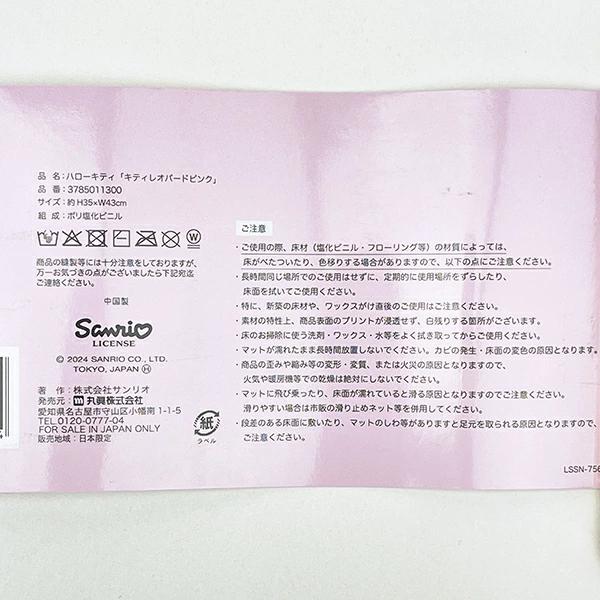 品 名：ハローキティ「キティレオパードピンク」
品 番：3785011300
サイズ：約 H35×W43cm
組 成：ポリ塩化ビニル
商品の縫製等には十分注意しておりますが、
万一お気づきの点がございましたら下記宛迄
ご連絡ください。
中国製
Sanrio
LICENSE
© 2024 SANRIO CO., LTD.
TOKYO, JAPAN Ⓗ
著 作：株式会社サンリオ
発売元：丸眞株式会社
愛知県名古屋市守山区小幡南 1-1-5
TEL.0120-0777-04
FOR SALE IN JAPAN ONLY
販売地域：日本限定
紙
ラベル
ご注意
・ご使用の際、床材（塩化ビニル・フローリング等）の材質によっては、
床がべたついたり、色移りする場合がありますので、以下の点にご注意ください。
・長時間同じ場所でのご使用はせずに、定期的に使用場所をずらしたり、
床面を拭いてご使用ください。
・特に、新築の床材や、ワックスがけ直後のご使用はご注意ください。
・素材の特性上、商品表面のプリントが浸透せず、白残りする箇所がございます。
・床のお掃除に使う洗剤・ワックス・水等をよく拭き取ってからご使用ください。
・マットが濡れたまま長時間放置しないでください。カビの発生・床面の変色の原因となります。
・商品の歪みや縮み等の変形・変質、または火災の原因となりますので、
火気や暖房機等での乾燥は絶対にしないでください。
・マットに飛び乗ったり、床面が濡れていると滑る原因となりますのでご注意ください。
滑りやすい場合は市販の滑り止めネット等を併用してください。
・段差のある床面に敷いたり、マットのしわ等がありますと足元を取られる原因となりますので、
ご注意ください。
LSSN-756